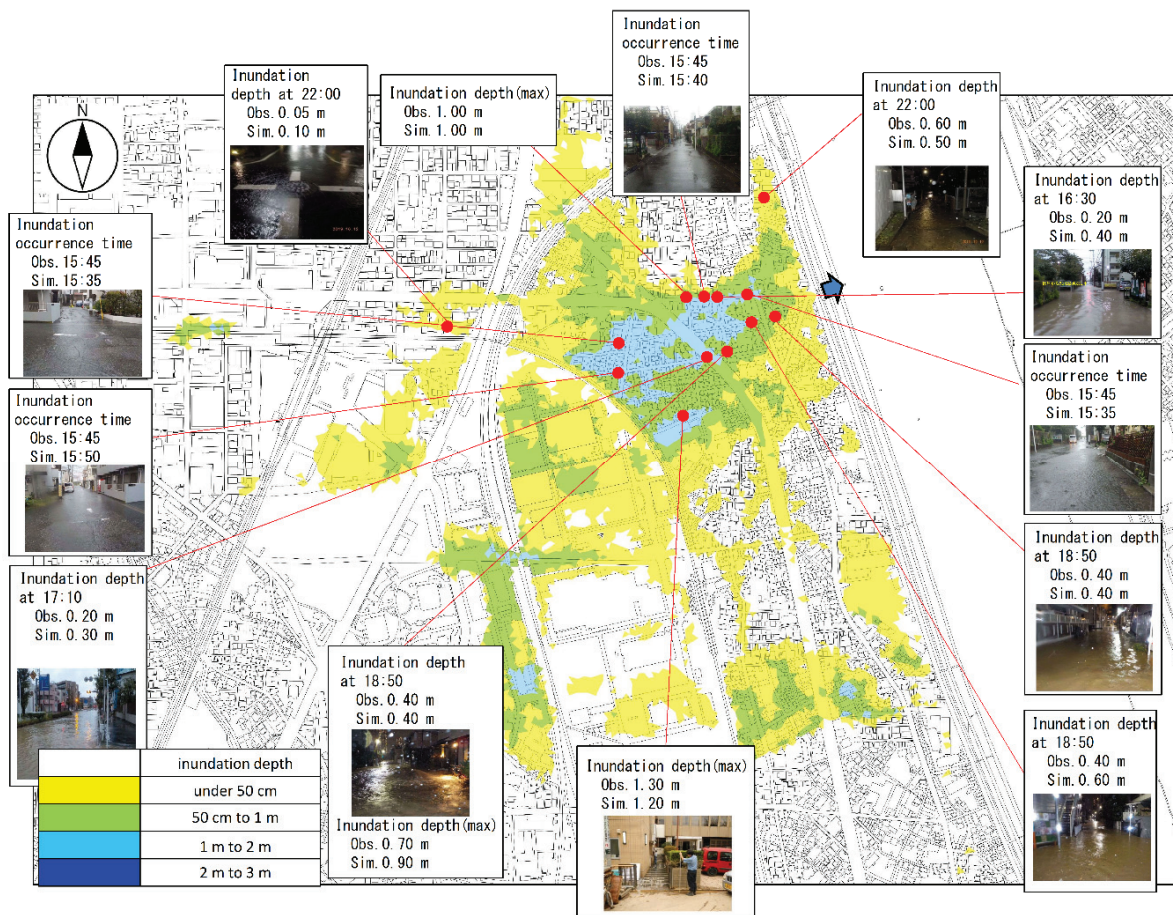 Inundation
occurrence time
Obs. 15:45
Sim. 15:40
Inundation
depth at 22:00
Obs. 0.05 m
Sim. 0.10 m
Inundation depth(max)
Obs. 1.00 m
Sim. 1.00 m
Inundation depth
at 22:00
Obs. 0.60 m
Sim. 0.50 m
N
Inundation depth
at 16:30
Obs. 0.20 m
Sim. 0.40 m
Inundation
occurrence time
Obs. 15:45
Sim. 15:35
Inundation
occurrence time
Obs. 15:45
Sim. 15:35
Inundation
occurrence time
Obs. 15:45
Sim. 15:50
Inundation depth
at 18:50
Obs. 0.40 m
Sim. 0.40 m
Inundation depth
at 17:10
Obs. 0.20 m
Sim. 0.30 m
Inundation depth
at 18:50
Obs. 0.40 m
Sim. 0.40 m
Inundation depth(max)
Obs. 0.70 m
Sim. 0.90 m
Inundation depth(max)
Obs. 1.30 m
Sim. 1.20 m
Inundation depth
at 18:50
Obs. 0.40 m
Sim. 0.60 m
inundation depth
under 50 cm
50 cm to 1 m
1 m to 2 m
2 m to 3 m